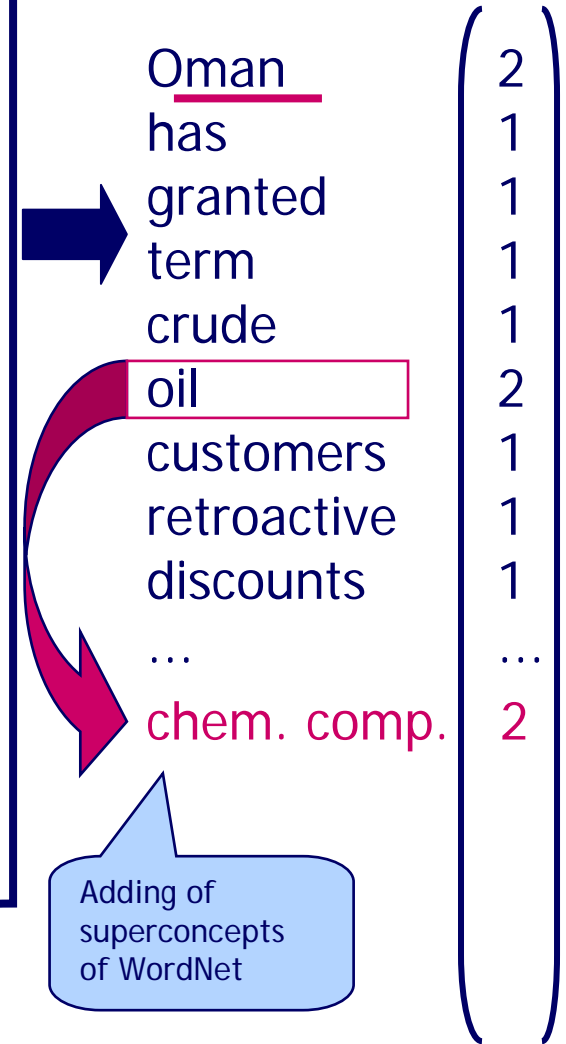 Oman 2
has 1
granted 1
term 1
crude 1
oil 2
customers 1
retroactive 1
discounts 1
... ...
chem. comp. 2
Adding of
superconcepts
of WordNet